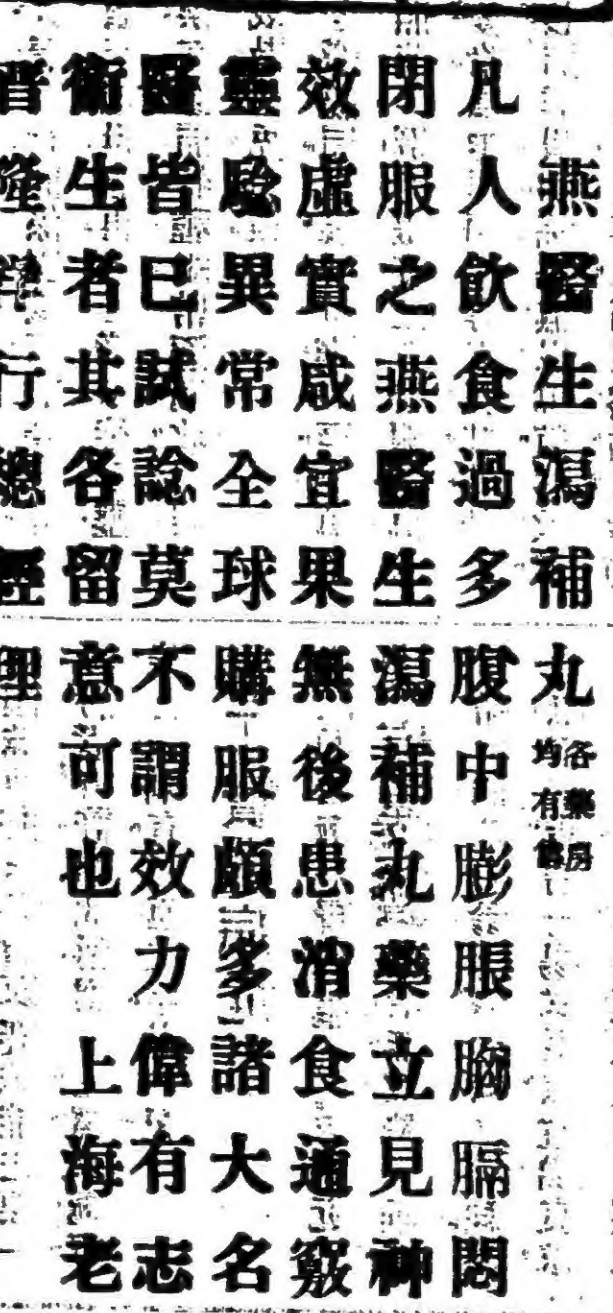 燕醫生瀉補丸 各藥房均有售
凡人飲食過多腹中膨脹胸膈悶
閉服之燕醫生瀉補丸藥立見神
效虛實咸宜果無後患消食通竅
靈騐異常全球購服頗多諸大名
醫皆已試諗莫不謂效力偉有志
衛生者其各留意可也 上海老
晋隆洋行總經理